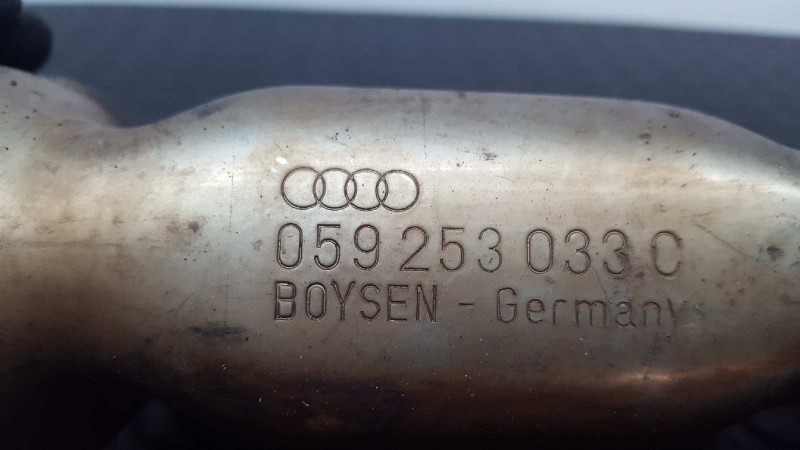 059 253 033 C
BOYSEN - Germany